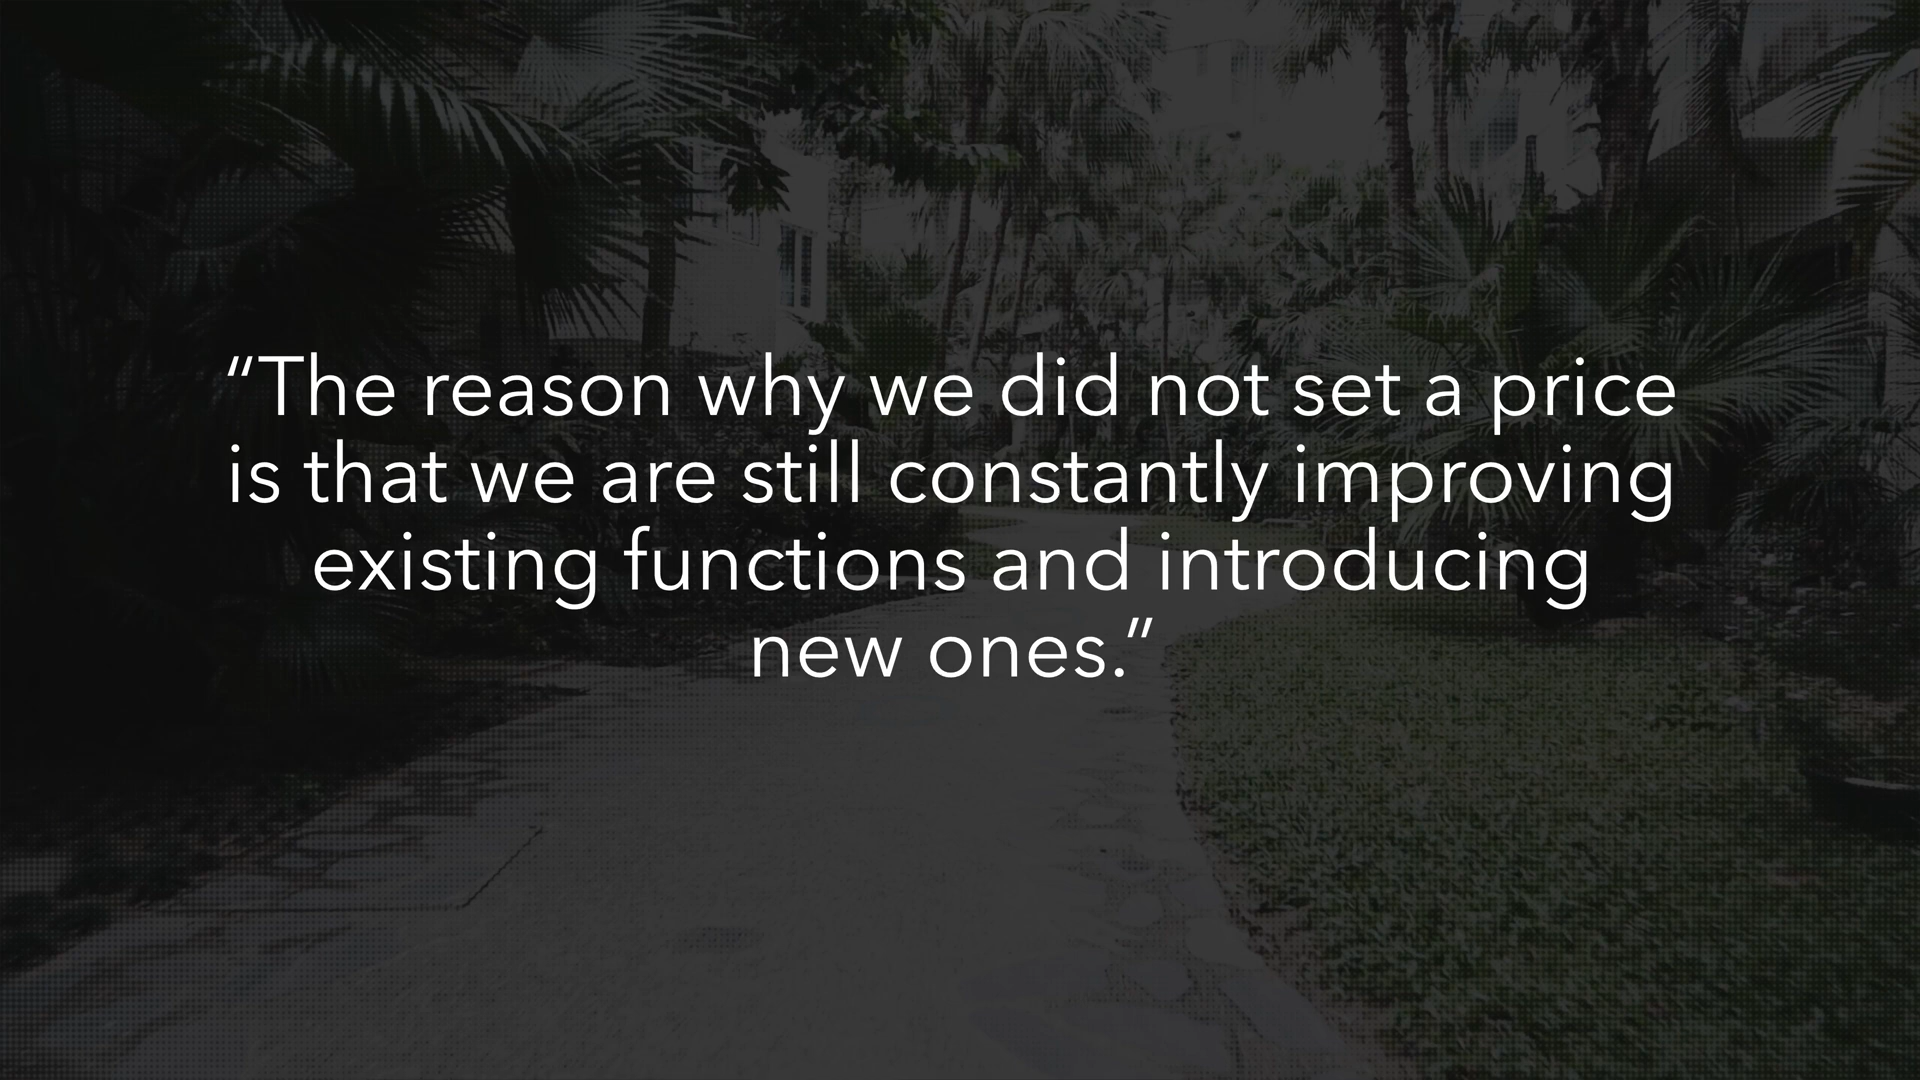 “The reason why we did not set a price
is that we are still constantly improving
existing functions and introducing
new ones.”